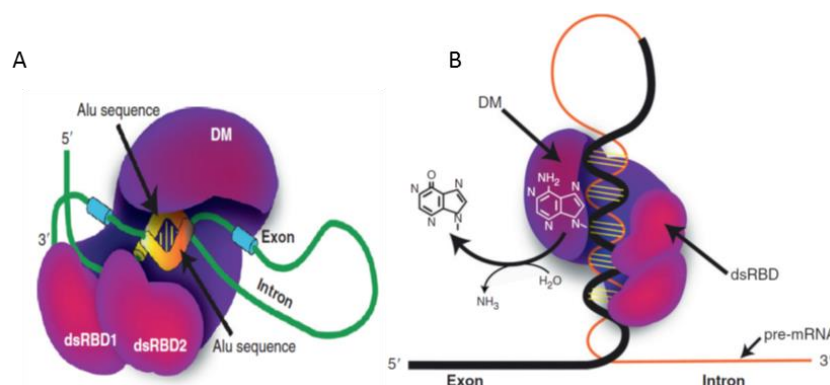 A
Alu sequence
DM
5′
Exon
3′
Intron
dsRBD1
dsRBD2
Alu sequence
B
DM
O
N
N
N
N
NH₂
N
N
N
N
NH₃
H₂O
dsRBD
pre-mRNA
5′
3′
Exon
Intron